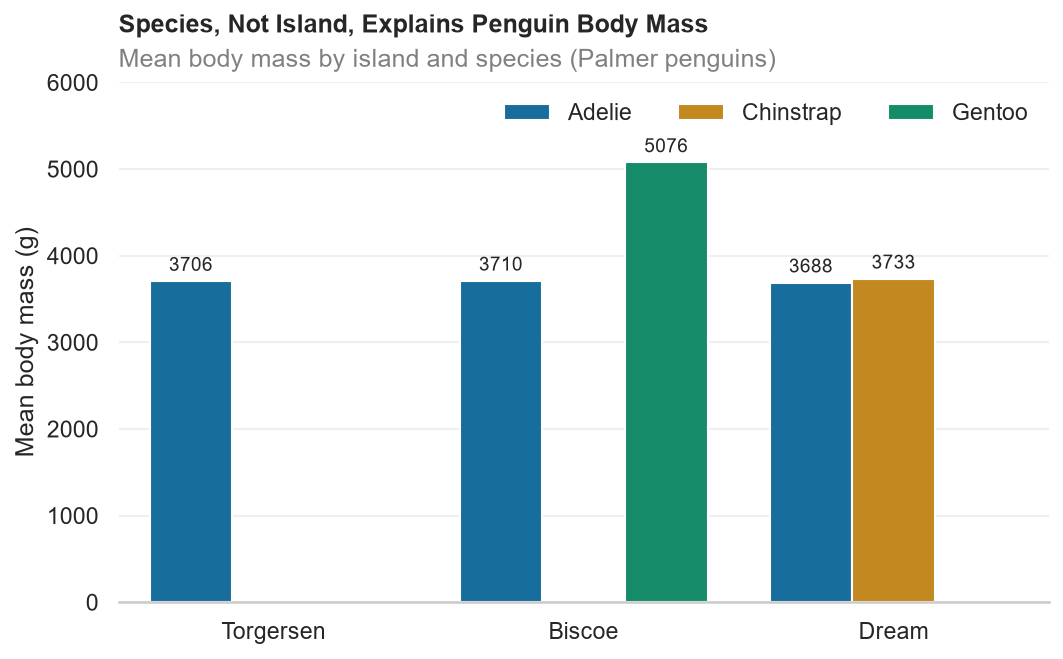 Species, Not Island, Explains Penguin Body Mass
Mean body mass by island and species (Palmer penguins)
Adelie Chinstrap Gentoo
Mean body mass (g)
6000
5000
4000
3000
2000
1000
0
3706
3710
5076
3688
3733
Torgersen Biscoe Dream